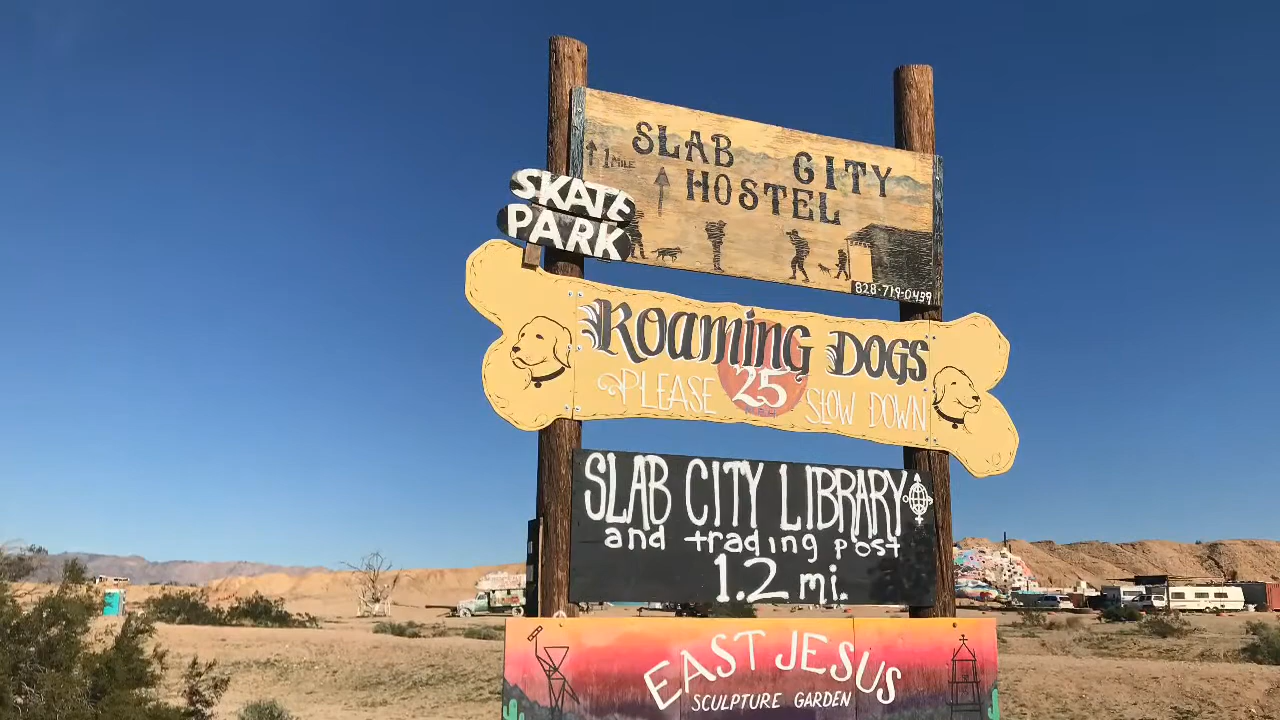 SLAB CITY
1 MILE
HOSTEL
SKATE
PARK
828-719-0439
ROAMING DOGS
PLEASE 25 SLOW DOWN
M.P.H
SLAB CITY LIBRARY
and trading post
1.2 mi.
EAST JESUS
SCULPTURE GARDEN